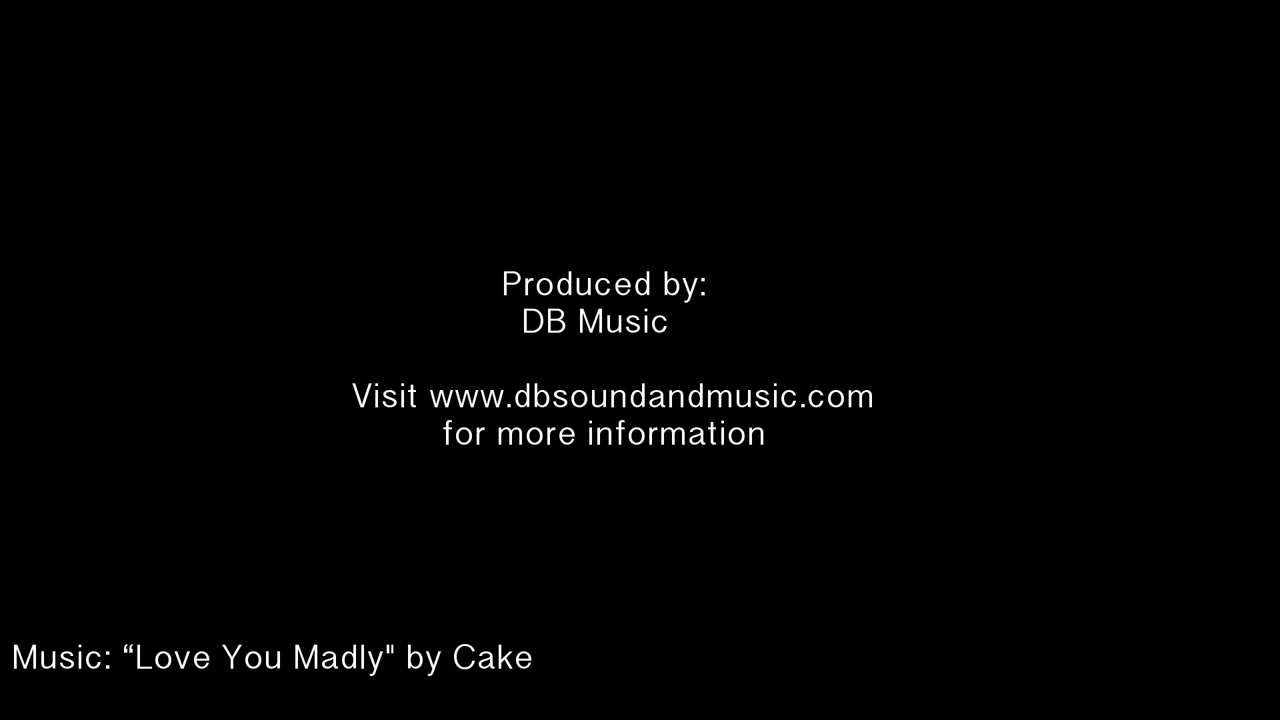 Produced by:
DB Music
Visit www.dbsoundandmusic.com
for more information
Music: “Love You Madly" by Cake